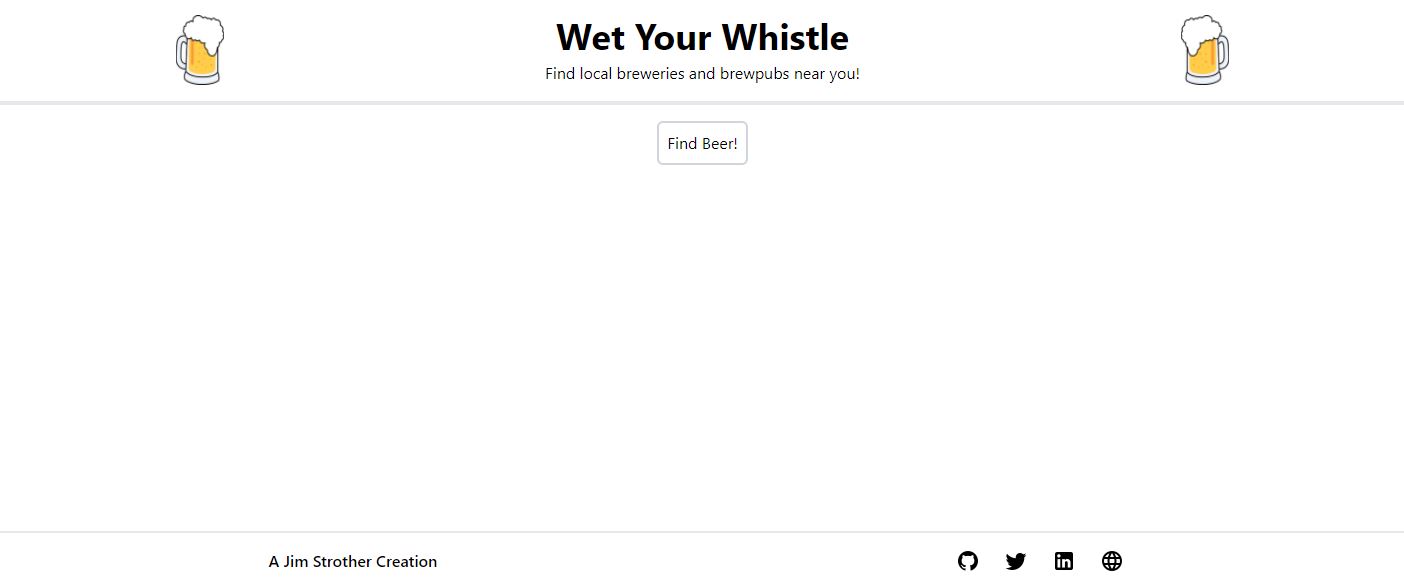 Wet Your Whistle
Find local breweries and brewpubs near you!
Find Beer!
A Jim Strother Creation